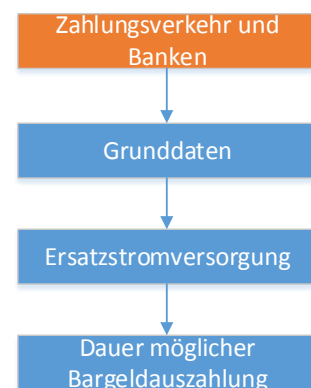 Zahlungsverkehr und
Banken
Grunddaten
Ersatzstromversorgung
Dauer möglicher
Bargeldauszahlung